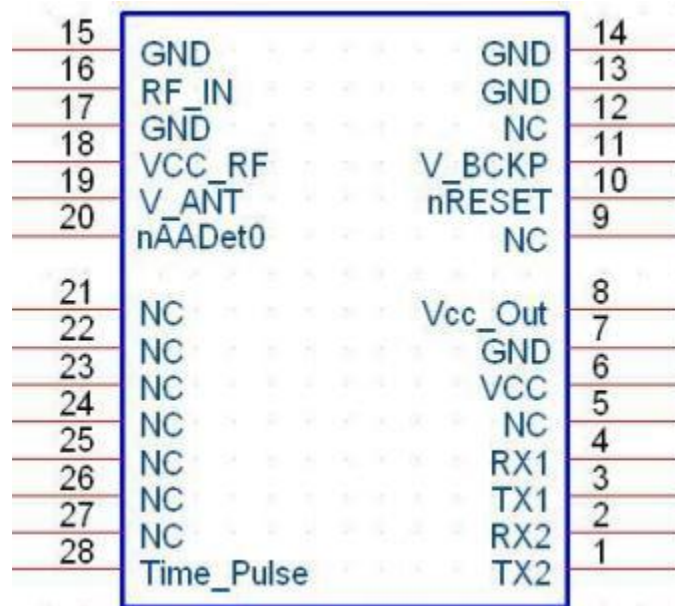 15 GND GND 14
16 RF_IN GND 13
17 GND NC 12
18 VCC_RF V_BCKP 11
19 V_ANT nRESET 10
20 nAADet0 NC 9
21 NC Vcc_Out 8
22 NC GND 7
23 NC VCC 6
24 NC NC 5
25 NC RX1 4
26 NC TX1 3
27 NC RX2 2
28 Time_Pulse TX2 1